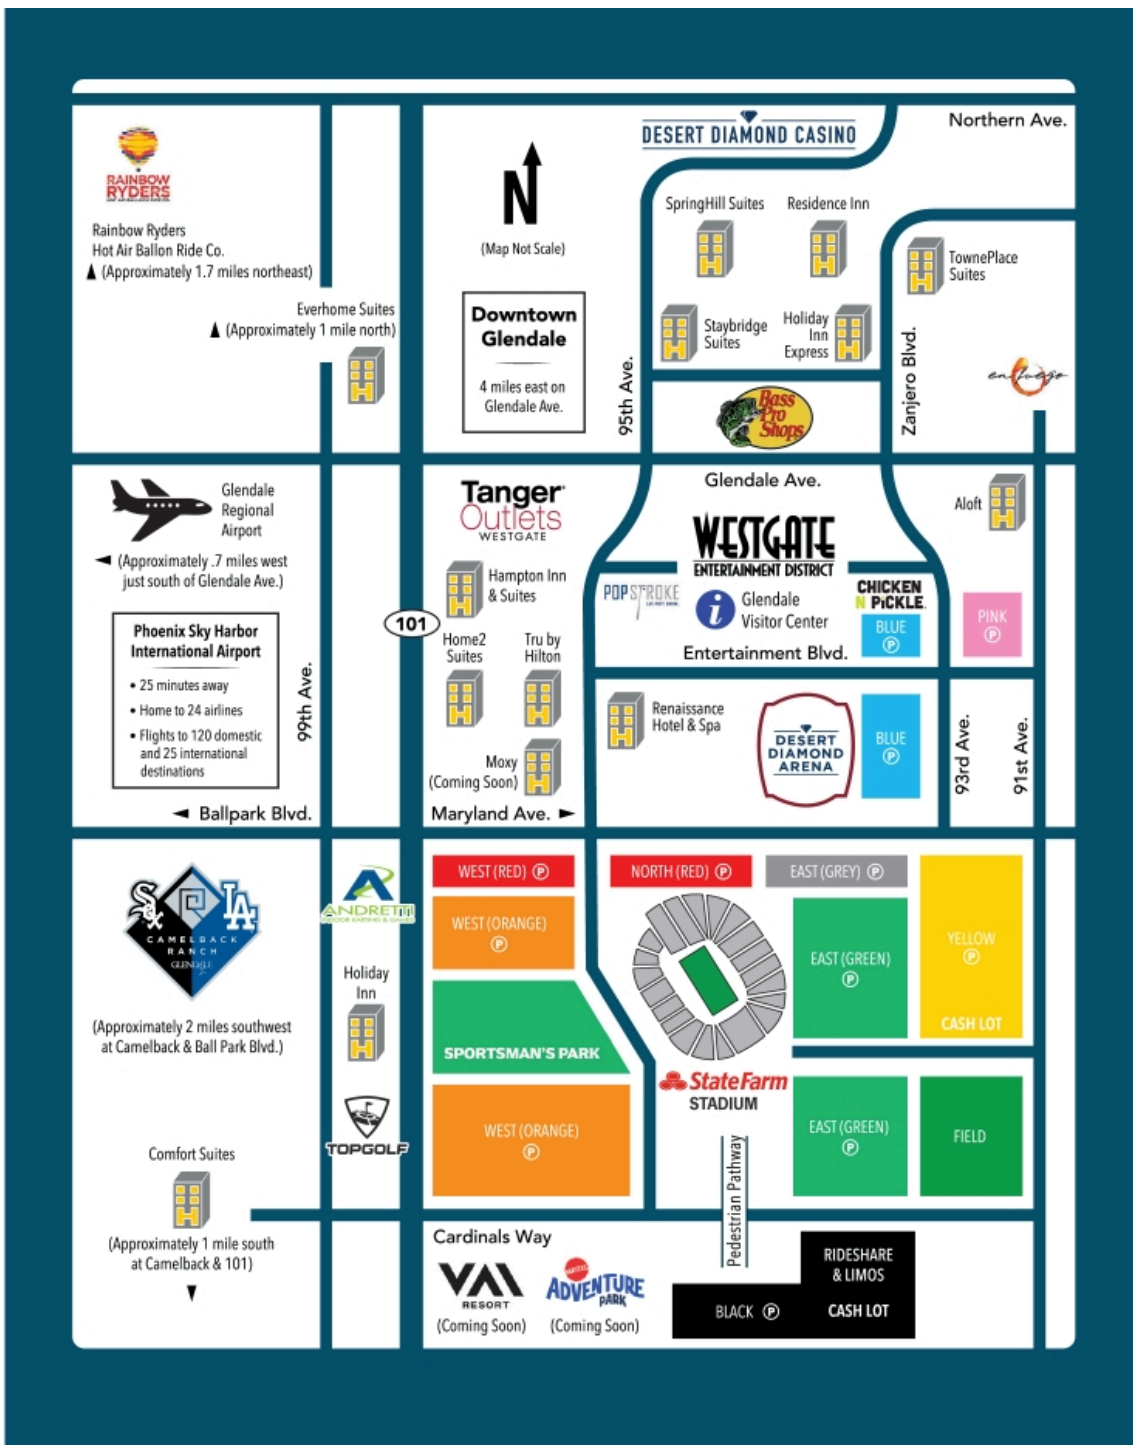 Northern Ave.
DESERT DIAMOND CASINO
RAINBOW
RYDERS
Rainbow Ryders
Hot Air Ballon Ride Co.
(Approximately 1.7 miles northeast)
N
(Map Not Scale)
SpringHill Suites
Residence Inn
TownePlace
Suites
Everhome Suites
(Approximately 1 mile north)
Downtown
Glendale
4 miles east on
Glendale Ave.
Staybridge
Suites
Holiday
Inn
Express
95th Ave.
Zanjero Blvd.
en fuego
Bass
Pro
Shops
Glendale
Regional
Airport
(Approximately .7 miles west
just south of Glendale Ave.)
Tanger
Outlets
WESTGATE
Glendale Ave.
Aloft
WESTGATE
ENTERTAINMENT DISTRICT
Hampton Inn
& Suites
POPSTROKE
i
Glendale
Visitor Center
CHICKEN
N PICKLE
BLUE
P
PINK
P
Phoenix Sky Harbor
International Airport
• 25 minutes away
• Home to 24 airlines
• Flights to 120 domestic
and 25 international
destinations
99th Ave.
101
Home2
Suites
Tru by
Hilton
Entertainment Blvd.
Renaissance
Hotel & Spa
DESERT
DIAMOND
ARENA
BLUE
P
93rd Ave.
91st Ave.
Moxy
(Coming Soon)
Ballpark Blvd.
Maryland Ave.
Sox
LA
CAMELBACK
RANCH
GLENDALE
(Approximately 2 miles southwest
at Camelback & Ball Park Blvd.)
ANDRETTI
INDOOR KARTING & GAMES
Holiday
Inn
TOPGOLF
WEST (RED) P
WEST (ORANGE)
P
SPORTSMAN'S PARK
WEST (ORANGE)
P
NORTH (RED) P
EAST (GREY) P
EAST (GREEN)
P
YELLOW
P
CASH LOT
StateFarm
STADIUM
EAST (GREEN)
P
FIELD
Pedestrian Pathway
Comfort Suites
(Approximately 1 mile south
at Camelback & 101)
Cardinals Way
VAI
RESORT
(Coming Soon)
MATTEL
ADVENTURE
PARK
(Coming Soon)
BLACK P
RIDESHARE
& LIMOS
CASH LOT